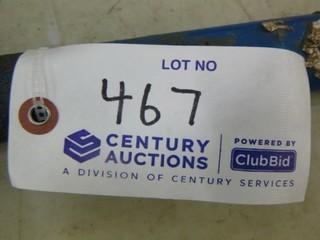 LOT NO
467
CENTURY AUCTIONS
A DIVISION OF CENTURY SERVICES
POWERED BY
ClubBid